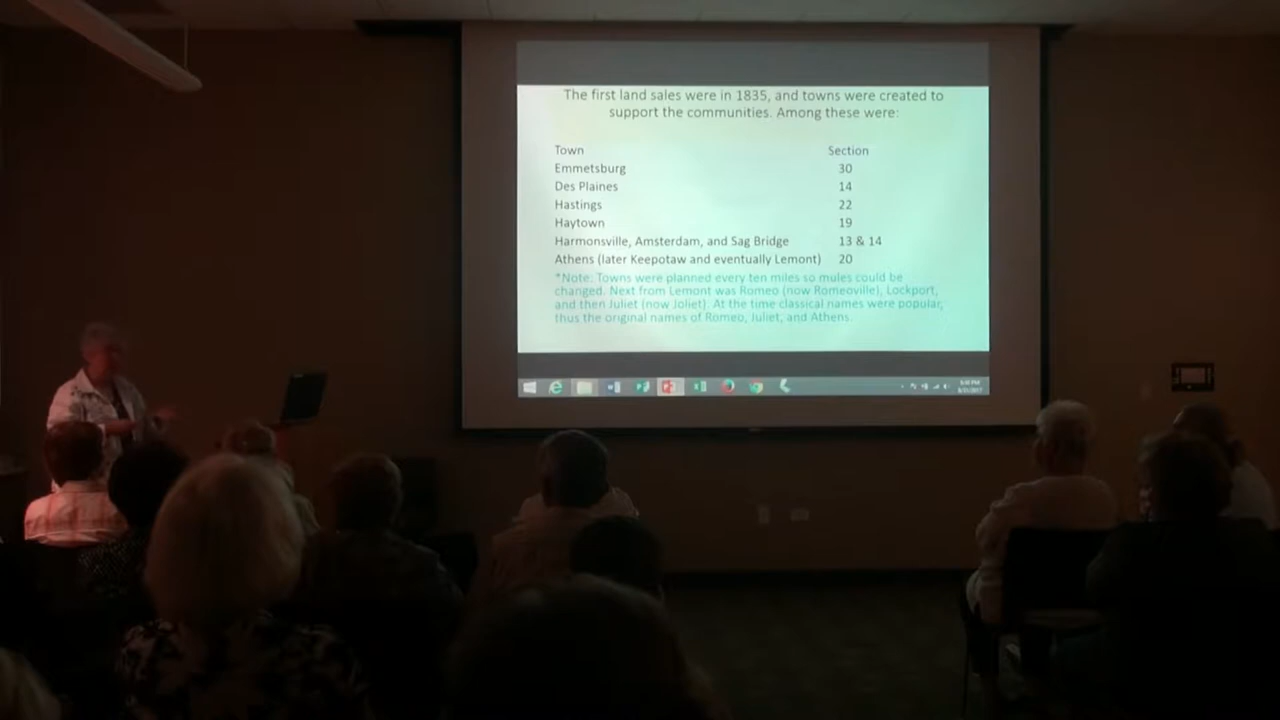 The first land sales were in 1835, and towns were created to
support the communities. Among these were:
Town Section
Emmetsburg 30
Des Plaines 14
Hastings 22
Haytown 19
Harmonsville, Amsterdam, and Sag Bridge 13 & 14
Athens (later Keepotaw and eventually Lemont) 20
*Note: Towns were planned every ten miles so mules could be
changed. Next from Lemont was Romeo (now Romeoville), Lockport,
and then Juliet (now Joliet). At the time classical names were popular,
thus the original names of Romeo, Juliet, and Athens.